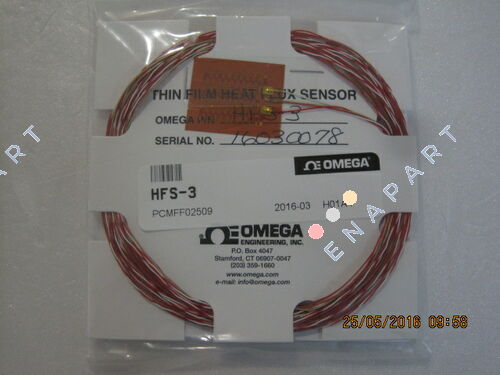 THIN FILM HEAT FLUX SENSOR
OMEGA P/N HFS-3
SERIAL NO. 16030078
Ω OMEGA
HFS-3
PCMFF02509 2016-03 H01A
ENAPART
OMEGA
ENGINEERING, INC.
P.O. Box 4047
Stamford, CT 06907-0047
(203) 359-1660
www.omega.com
e-mail: info@omega.com
25/05/2016 09:58
ENAPART